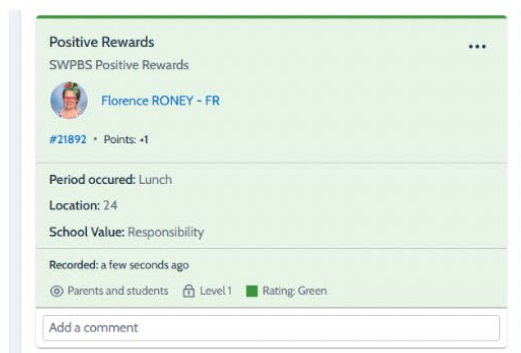 Positive Rewards
SWPBS Positive Rewards
Florence RONEY - FR
#21892 • Points: +1
Period occured: Lunch
Location: 24
School Value: Responsibility
Recorded: a few seconds ago
Parents and students Level 1 Rating: Green
Add a comment